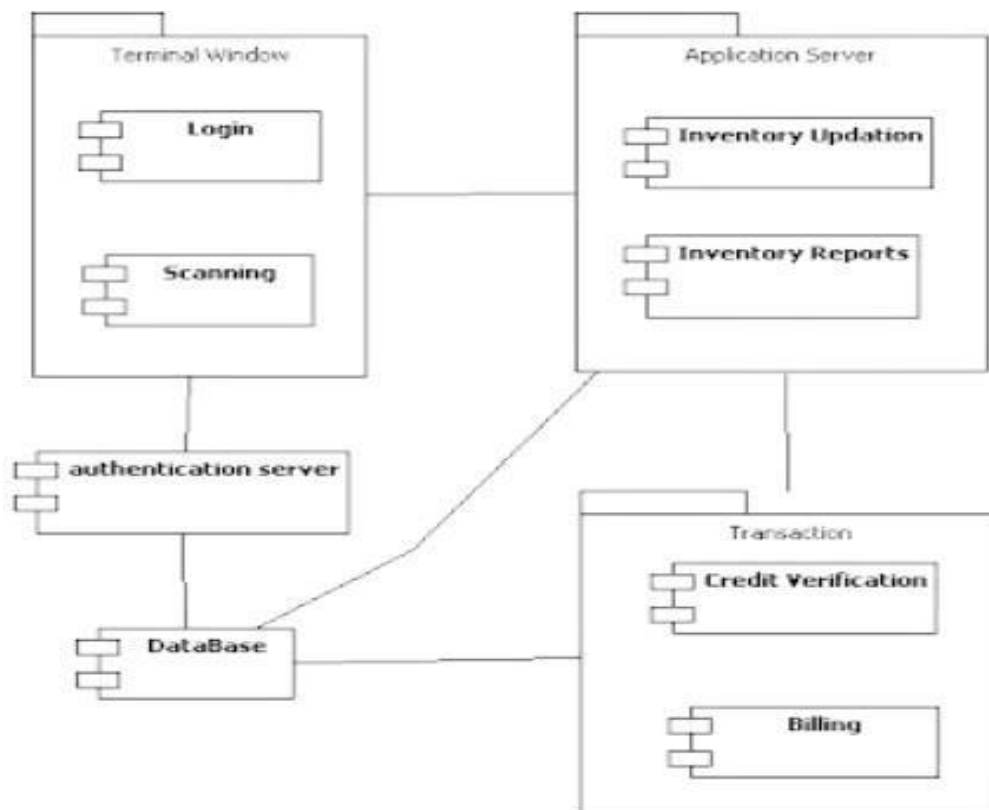 Terminal Window
Login
Scanning
Application Server
Inventory Updation
Inventory Reports
authentication server
DataBase
Transaction
Credit Verification
Billing